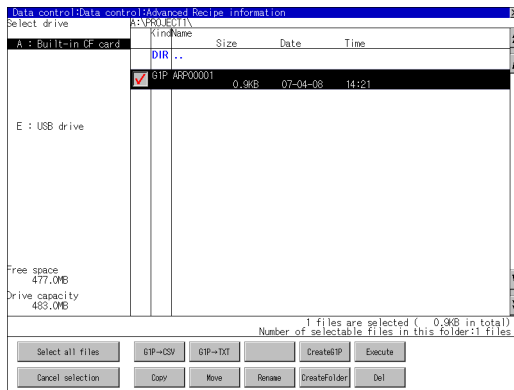 Data control:Data control:Advanced Recipe information
Select drive
A:\PROJECT1\
Kind Name
Size Date Time
A : Built-in CF card
DIR ..
G1P ARP00001
0.9KB 07-04-08 14:21
E : USB drive
Free space
477.0MB
Drive capacity
483.0MB
1 files are selected ( 0.9KB in total)
Number of selectable files in this folder:1 files
Select all files G1P→CSV G1P→TXT CreateG1P Execute
Cancel selection Copy Move Rename CreateFolder Del